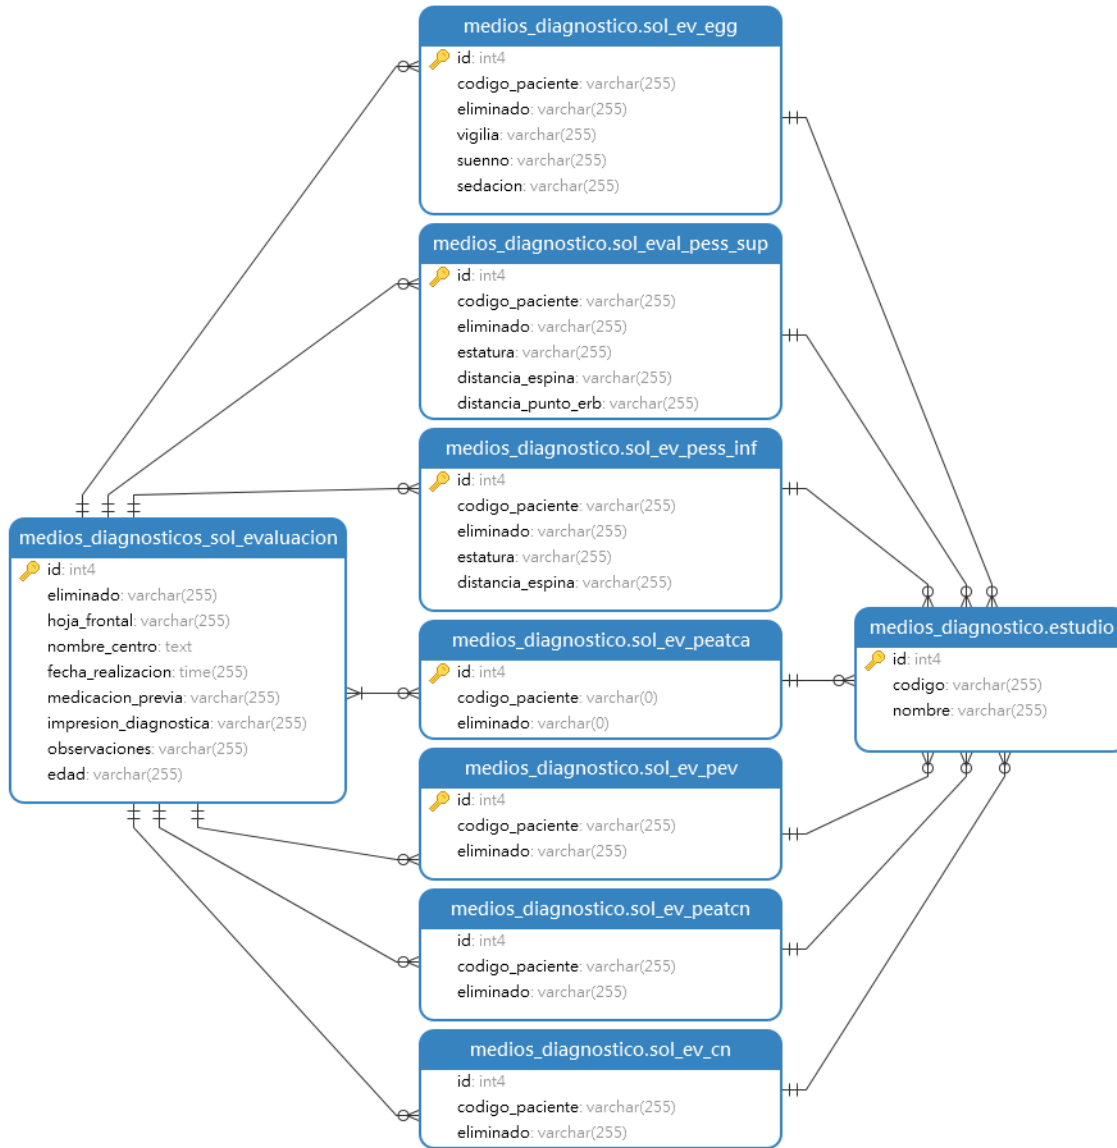 medios_diagnostico.sol_ev_egg
id: int4
codigo_paciente: varchar(255)
eliminado: varchar(255)
vigilia: varchar(255)
suenno: varchar(255)
sedacion: varchar(255)
medios_diagnostico.sol_eval_pess_sup
id: int4
codigo_paciente: varchar(255)
eliminado: varchar(255)
estatura: varchar(255)
distancia_espina: varchar(255)
distancia_punto_erb: varchar(255)
medios_diagnostico.sol_ev_pess_inf
id: int4
codigo_paciente: varchar(255)
eliminado: varchar(255)
estatura: varchar(255)
distancia_espina: varchar(255)
medios_diagnosticos_sol_evaluacion
id: int4
eliminado: varchar(255)
hoja_frontal: varchar(255)
nombre_centro: text
fecha_realizacion: time(255)
medicacion_previa: varchar(255)
impresion_diagnostica: varchar(255)
observaciones: varchar(255)
edad: varchar(255)
medios_diagnostico.sol_ev_peatca
id: int4
codigo_paciente: varchar(0)
eliminado: varchar(0)
medios_diagnostico.estudio
id: int4
codigo: varchar(255)
nombre: varchar(255)
medios_diagnostico.sol_ev_pev
id: int4
codigo_paciente: varchar(255)
eliminado: varchar(255)
medios_diagnostico.sol_ev_peatcn
id: int4
codigo_paciente: varchar(255)
eliminado: varchar(255)
medios_diagnostico.sol_ev_cn
id: int4
codigo_paciente: varchar(255)
eliminado: varchar(255)